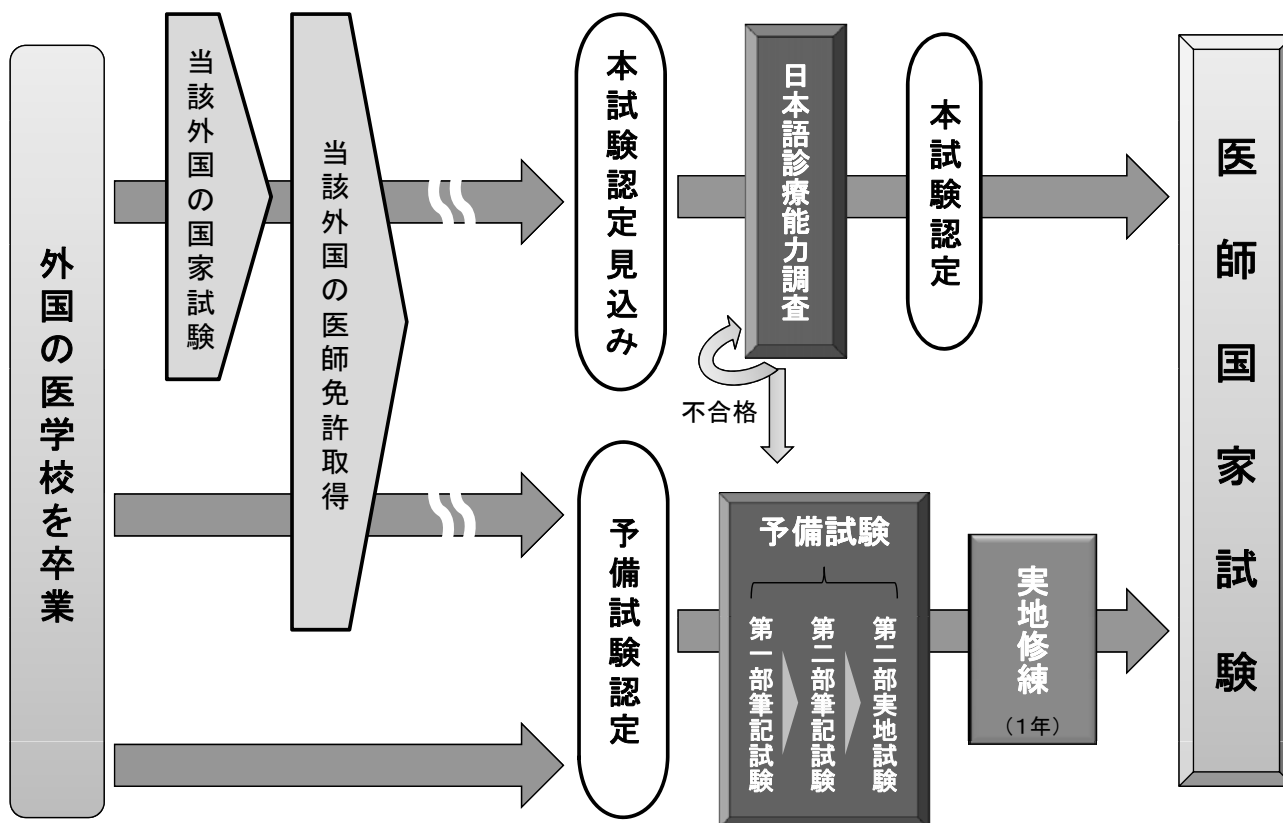 外国の医学校を卒業
当該外国の国家試験
当該外国の医師免許取得
本試験認定見込み
日本語診療能力調査
本試験認定
不合格
予備試験認定
予備試験
第一部筆記試験
第二部筆記試験
第二部実地試験
実地修練
(1年)
医師国家試験